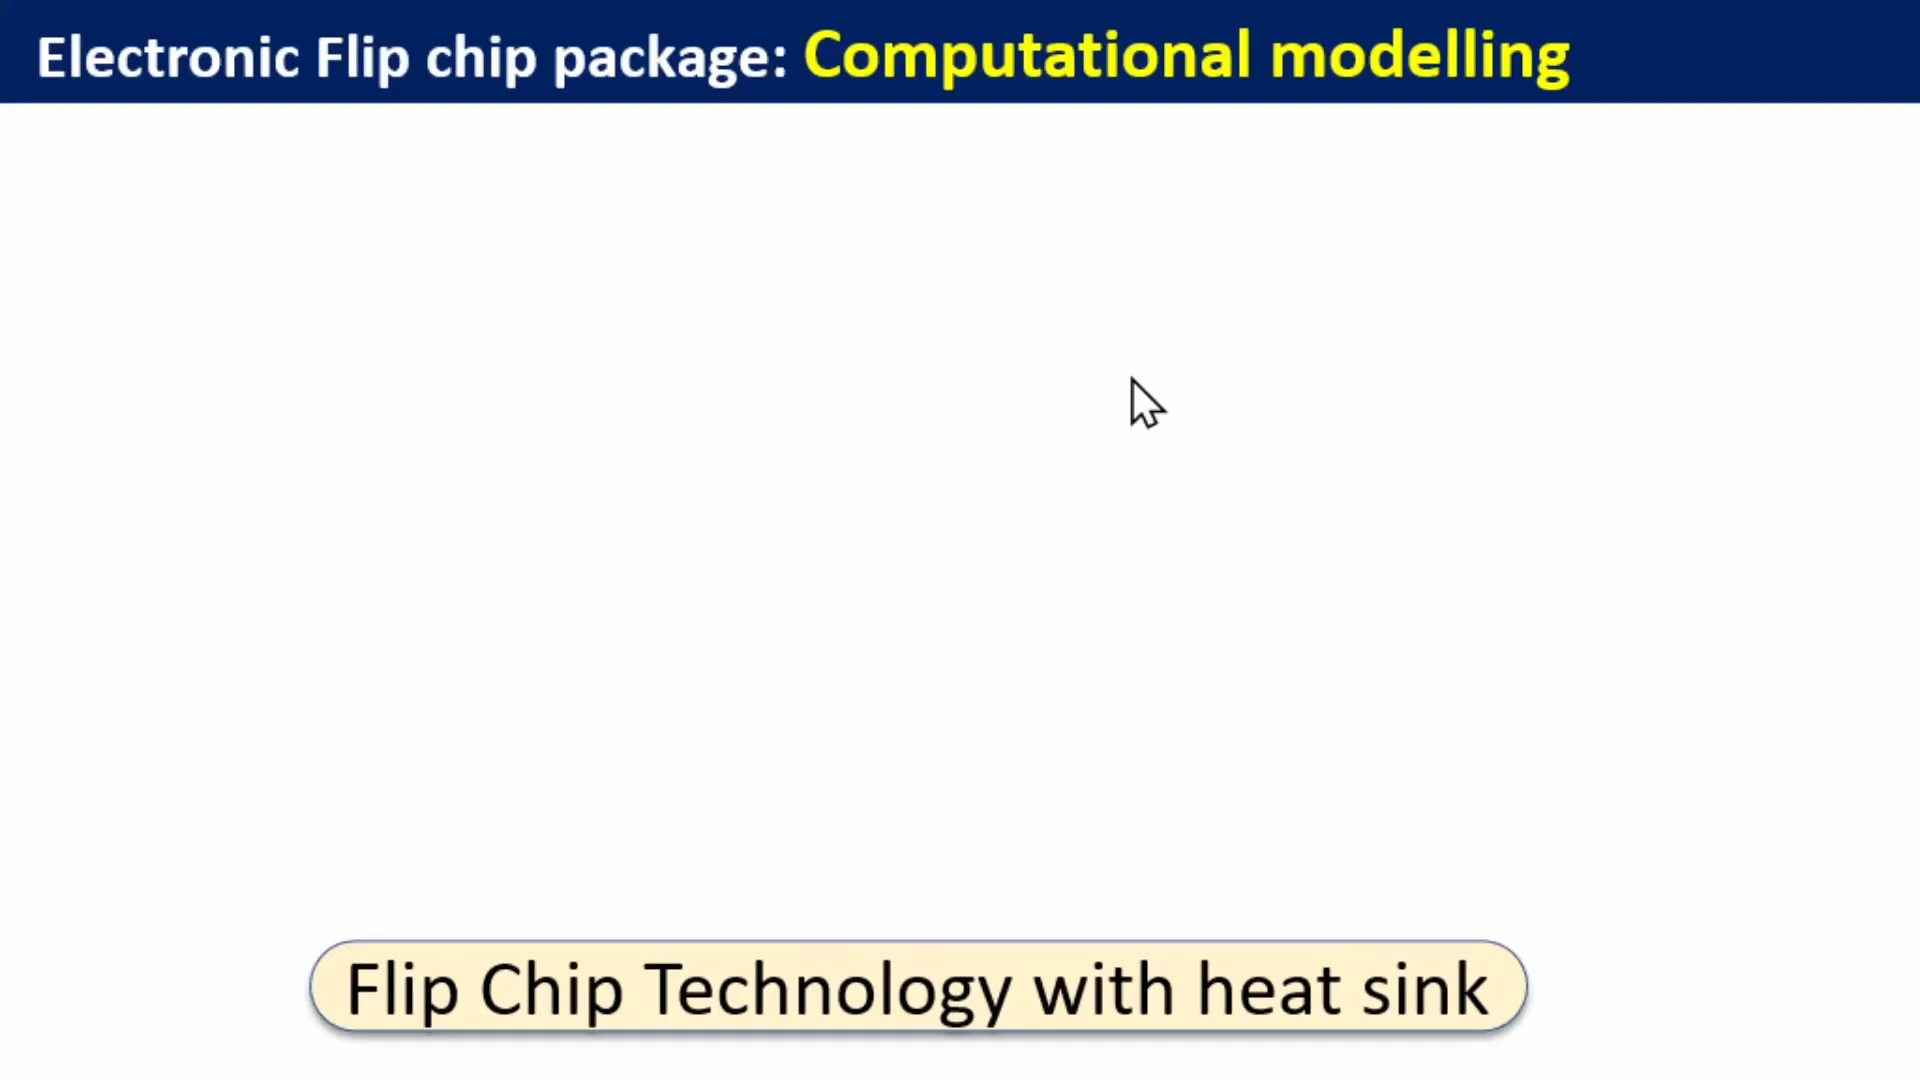 Electronic Flip chip package: Computational modelling
Flip Chip Technology with heat sink